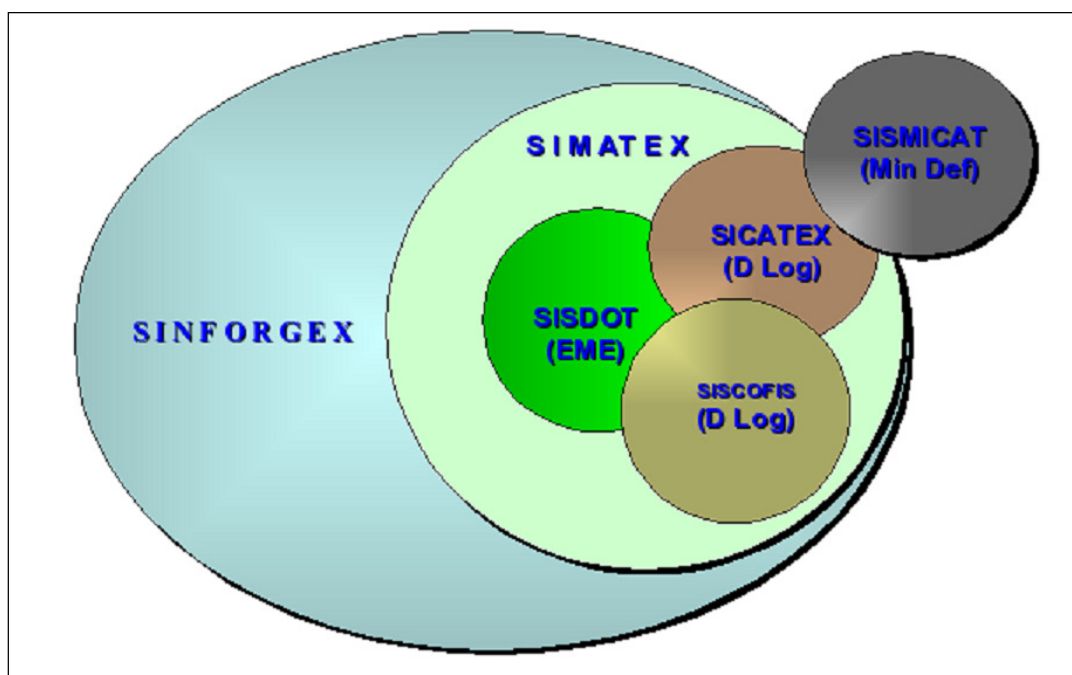 SINFORGEX
SIMATEX
SISMICAT
(Min Def)
SICATEX
(D Log)
SISDOT
(EME)
SISCOFIS
(D Log)